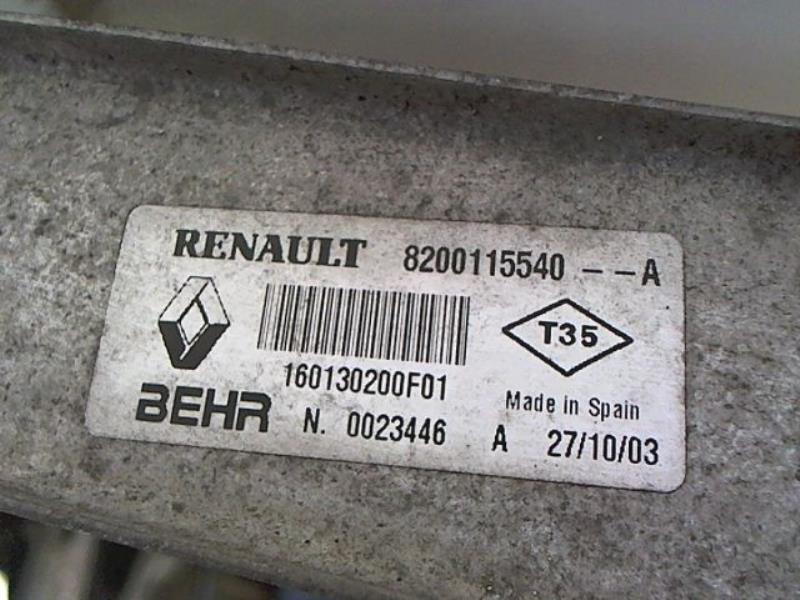 RENAULT 8200115540 - - A
T35
160130200F01
Made in Spain
BEHR N. 0023446 A 27/10/03